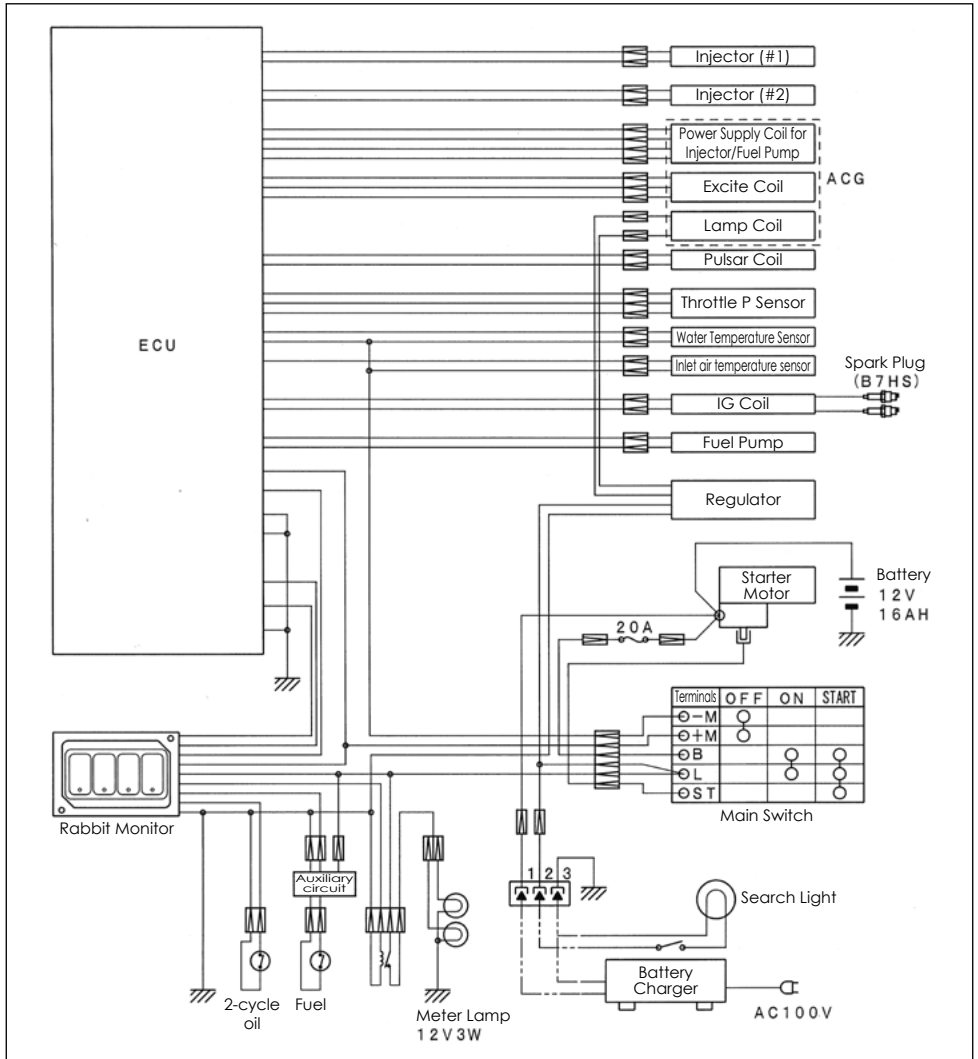 Injector (#1)
Injector (#2)
Power Supply Coil for
Injector/Fuel Pump
ACG
Excite Coil
Lamp Coil
Pulsar Coil
Throttle P Sensor
ECU
Water Temperature Sensor
Inlet air temperature sensor
Spark Plug
(B7HS)
IG Coil
Fuel Pump
Regulator
Starter
Motor
Battery
12V
16AH
20A
Terminals OFF ON START
-M
+M
B
L
ST
Main Switch
Rabbit Monitor
Auxiliary
circuit
1 2 3
Search Light
Battery
Charger
AC100V
2-cycle
oil
Fuel
Meter Lamp
12V3W